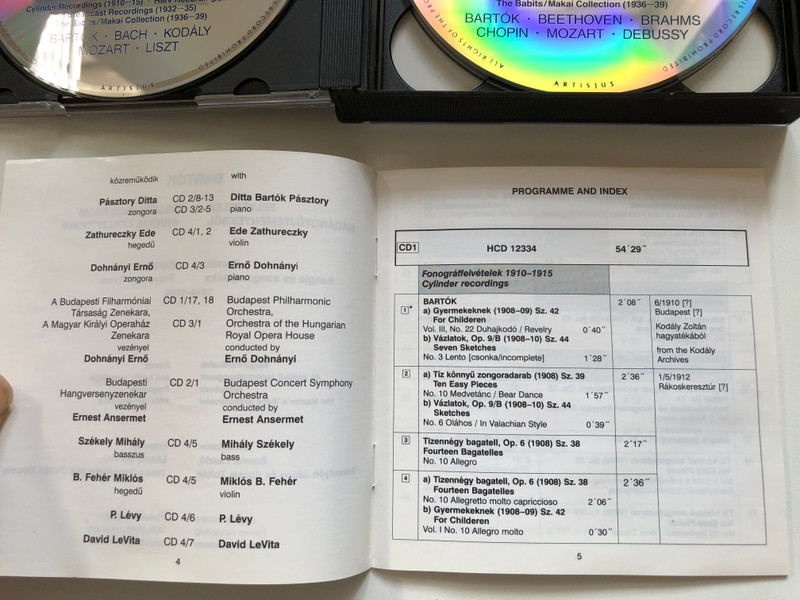 Cylinder Recordings (1910–15)
Broadcast Recordings (1932–35)
The Babits/Makai Collection (1936–39)
BARTÓK · BACH · KODÁLY
MOZART · LISZT
ARTISJUS
The Babits/Makai Collection (1936–39)
BARTÓK · BEETHOVEN · BRAHMS
CHOPIN · MOZART · DEBUSSY
ARTISJUS
közreműködik with
Pásztory Ditta CD 2/8-13 Ditta Bartók Pásztory
zongora CD 3/2-5 piano
Zathureczky Ede CD 4/1, 2 Ede Zathureczky
hegedű violin
Dohnányi Ernő CD 4/3 Ernő Dohnányi
zongora piano
A Budapesti Filharmóniai CD 1/17, 18 Budapest Philharmonic
Társaság Zenekara, Orchestra,
A Magyar Királyi Operaház CD 3/1 Orchestra of the Hungarian
Zenekara Royal Opera House
vezényel conducted by
Dohnányi Ernő Ernő Dohnányi
Budapesti CD 2/1 Budapest Concert Symphony
Hangversenyzenekar Orchestra
vezényel conducted by
Ernest Ansermet Ernest Ansermet
Székely Mihály CD 4/5 Mihály Székely
basszus bass
B. Fehér Miklós CD 4/5 Miklós B. Fehér
hegedű violin
P. Lévy CD 4/6 P. Lévy
David LeVita CD 4/7 David LeVita
4
PROGRAMME AND INDEX
CD1 HCD 12334 54´29˝
Fonográffelvételek 1910–1915
Cylinder recordings
1* BARTÓK 2´08˝ 6/1910 [?]
a) Gyermekeknek (1908–09) Sz. 42 Budapest [?]
For Childeren
Vol. III, No. 22 Duhajkodó / Revelry 0´40˝ Kodály Zoltán
b) Vázlatok, Op. 9/B (1908–10) Sz. 44 hagyatékából
Seven Sketches
No. 3 Lento [csonka/incomplete] 1´28˝ from the Kodály
Archives
2 a) Tíz könnyű zongoradarab (1908) Sz. 39 2´36˝ 1/5/1912
Ten Easy Pieces Rákoskeresztúr [?]
No. 10 Medvetánc / Bear Dance 1´57˝
b) Vázlatok, Op. 9/B (1908–10) Sz. 44
Sketches
No. 6 Oláhos / In Valachian Style 0´39˝
3 Tizennégy bagatell, Op. 6 (1908) Sz. 38 2´17˝
Fourteen Bagatelles
No. 10 Allegro
4 a) Tizennégy bagatell, Op. 6 (1908) Sz. 38 2´36˝
Fourteen Bagatelles
No. 10 Allegretto molto capriccioso 2´06˝
b) Gyermekeknek (1908–09) Sz. 42
For Childeren
Vol. I No. 10 Allegro molto 0´30˝
5